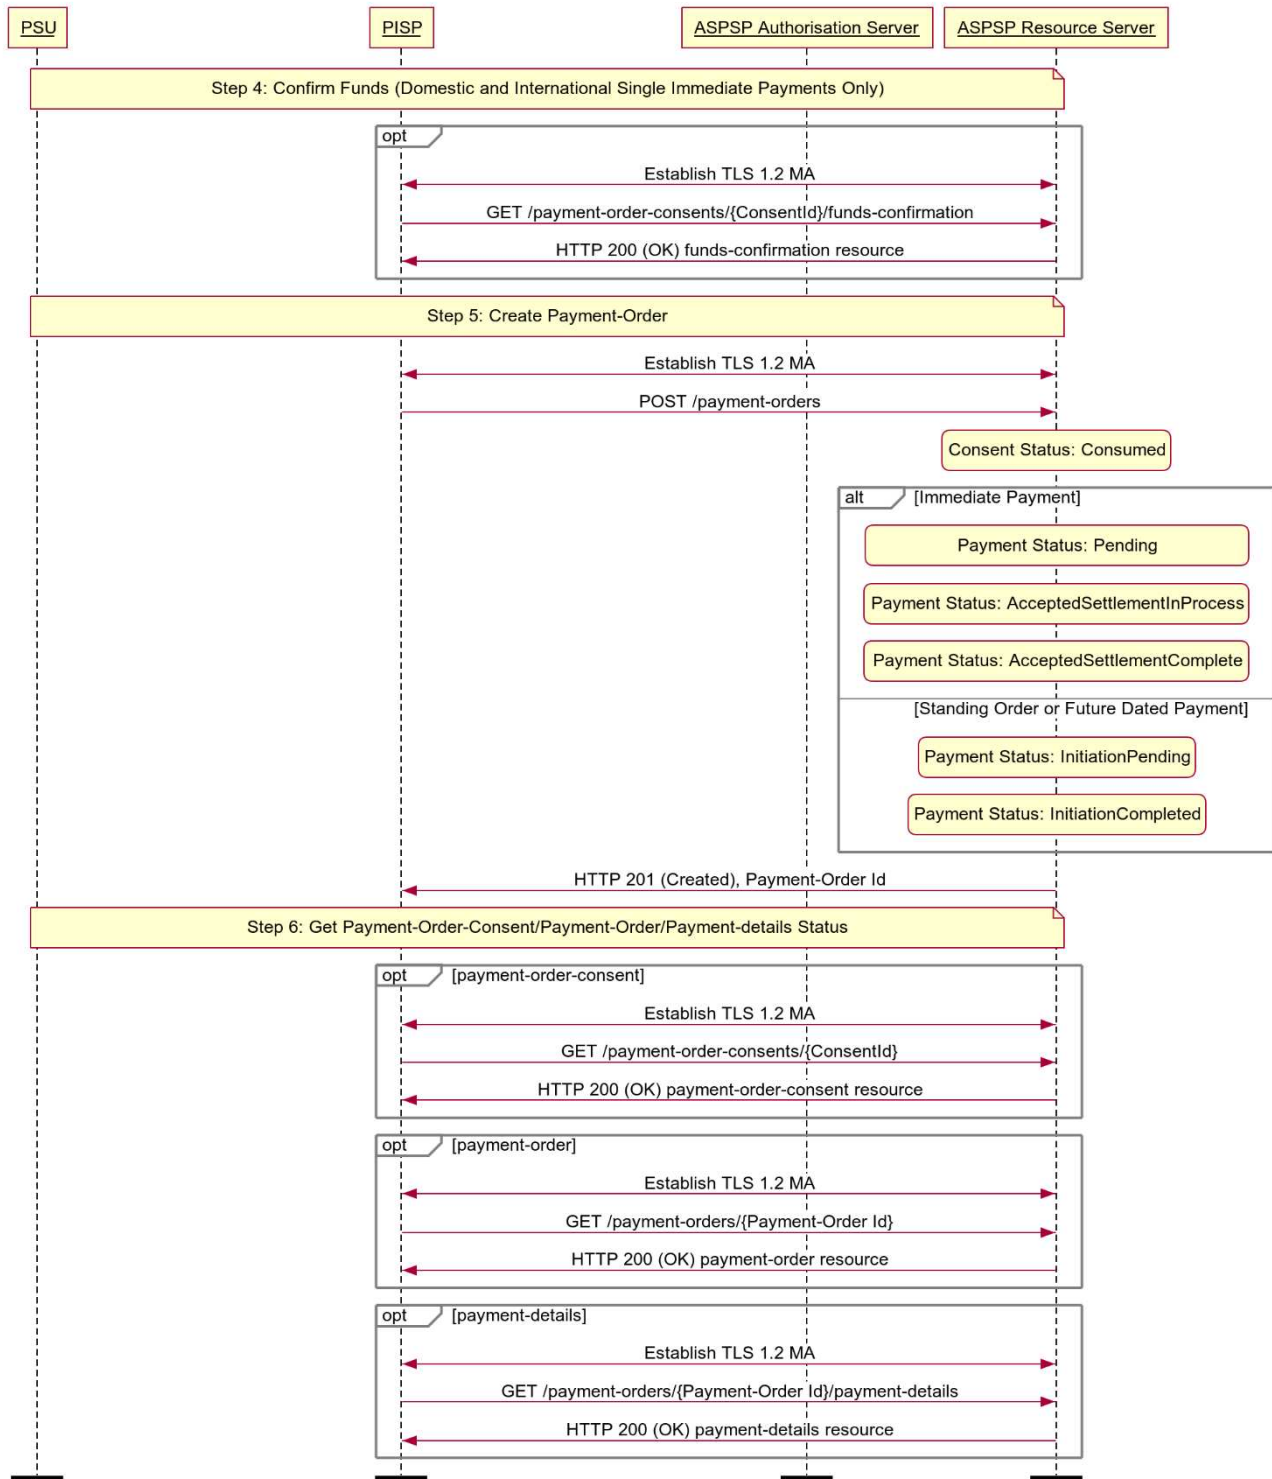 PSU
PISP
ASPSP Authorisation Server
ASPSP Resource Server
Step 4: Confirm Funds (Domestic and International Single Immediate Payments Only)
opt
Establish TLS 1.2 MA
GET /payment-order-consents/{ConsentId}/funds-confirmation
HTTP 200 (OK) funds-confirmation resource
Step 5: Create Payment-Order
Establish TLS 1.2 MA
POST /payment-orders
Consent Status: Consumed
alt
[Immediate Payment]
Payment Status: Pending
Payment Status: AcceptedSettlementInProcess
Payment Status: AcceptedSettlementComplete
[Standing Order or Future Dated Payment]
Payment Status: InitiationPending
Payment Status: InitiationCompleted
HTTP 201 (Created), Payment-Order Id
Step 6: Get Payment-Order-Consent/Payment-Order/Payment-details Status
opt
[payment-order-consent]
Establish TLS 1.2 MA
GET /payment-order-consents/{ConsentId}
HTTP 200 (OK) payment-order-consent resource
opt
[payment-order]
Establish TLS 1.2 MA
GET /payment-orders/{Payment-Order Id}
HTTP 200 (OK) payment-order resource
opt
[payment-details]
Establish TLS 1.2 MA
GET /payment-orders/{Payment-Order Id}/payment-details
HTTP 200 (OK) payment-details resource